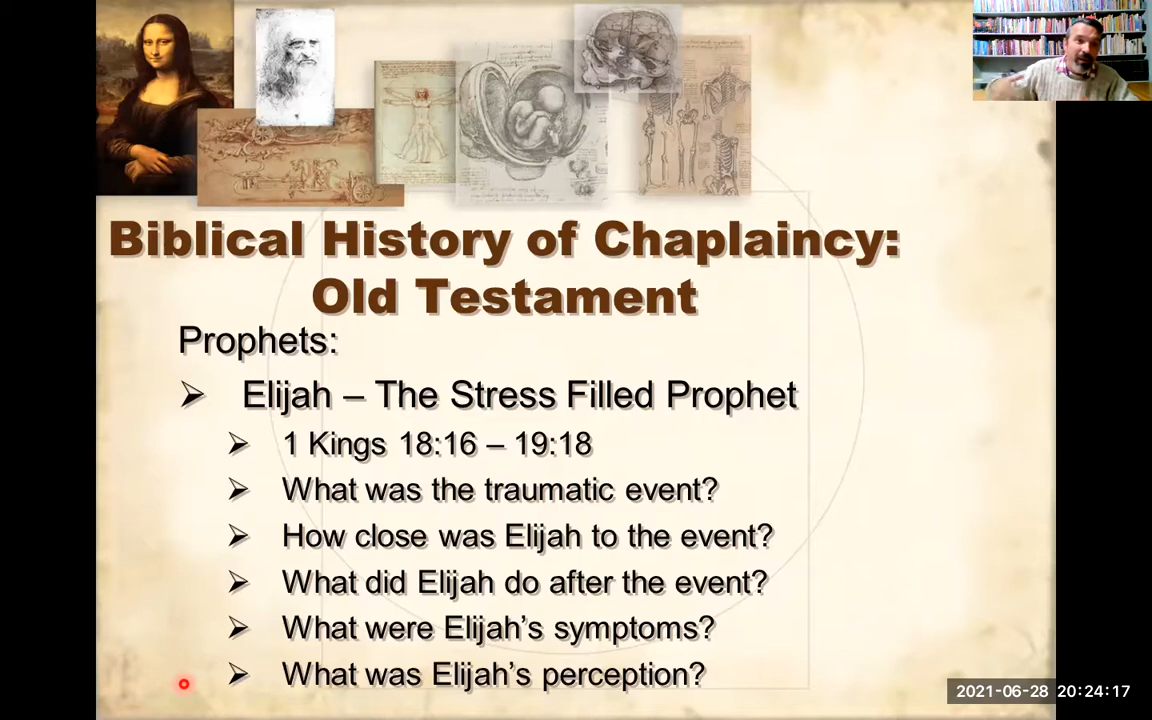 Biblical History of Chaplaincy:
Old Testament
Prophets:
➢ Elijah – The Stress Filled Prophet
➢ 1 Kings 18:16 – 19:18
➢ What was the traumatic event?
➢ How close was Elijah to the event?
➢ What did Elijah do after the event?
➢ What were Elijah’s symptoms?
➢ What was Elijah’s perception?
2021-06-28 20:24:17